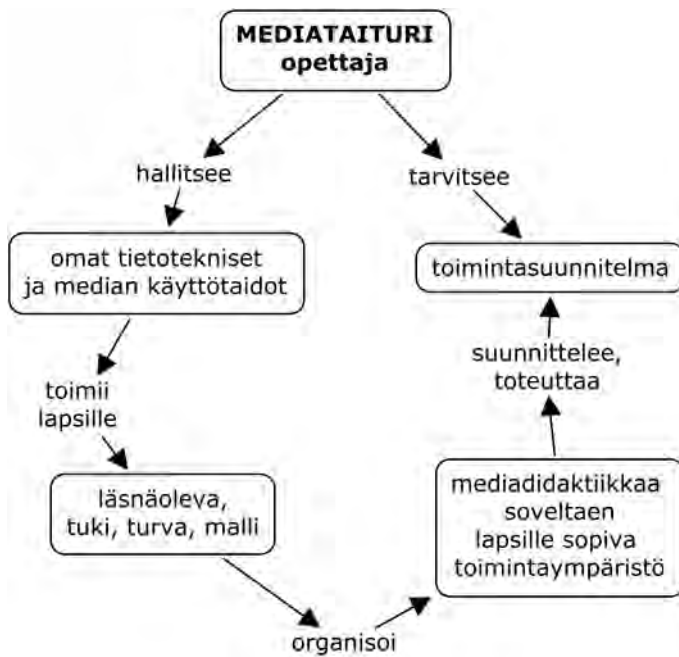 MEDIATAITURI
opettaja
hallitsee
tarvitsee
omat tietotekniset
ja median käyttötaidot
toimintasuunnitelma
suunnittelee,
toteuttaa
toimii
lapsille
läsnäoleva,
tuki, turva, malli
mediadidaktiikkaa
soveltaen
lapsille sopiva
toimintaympäristö
organisoi